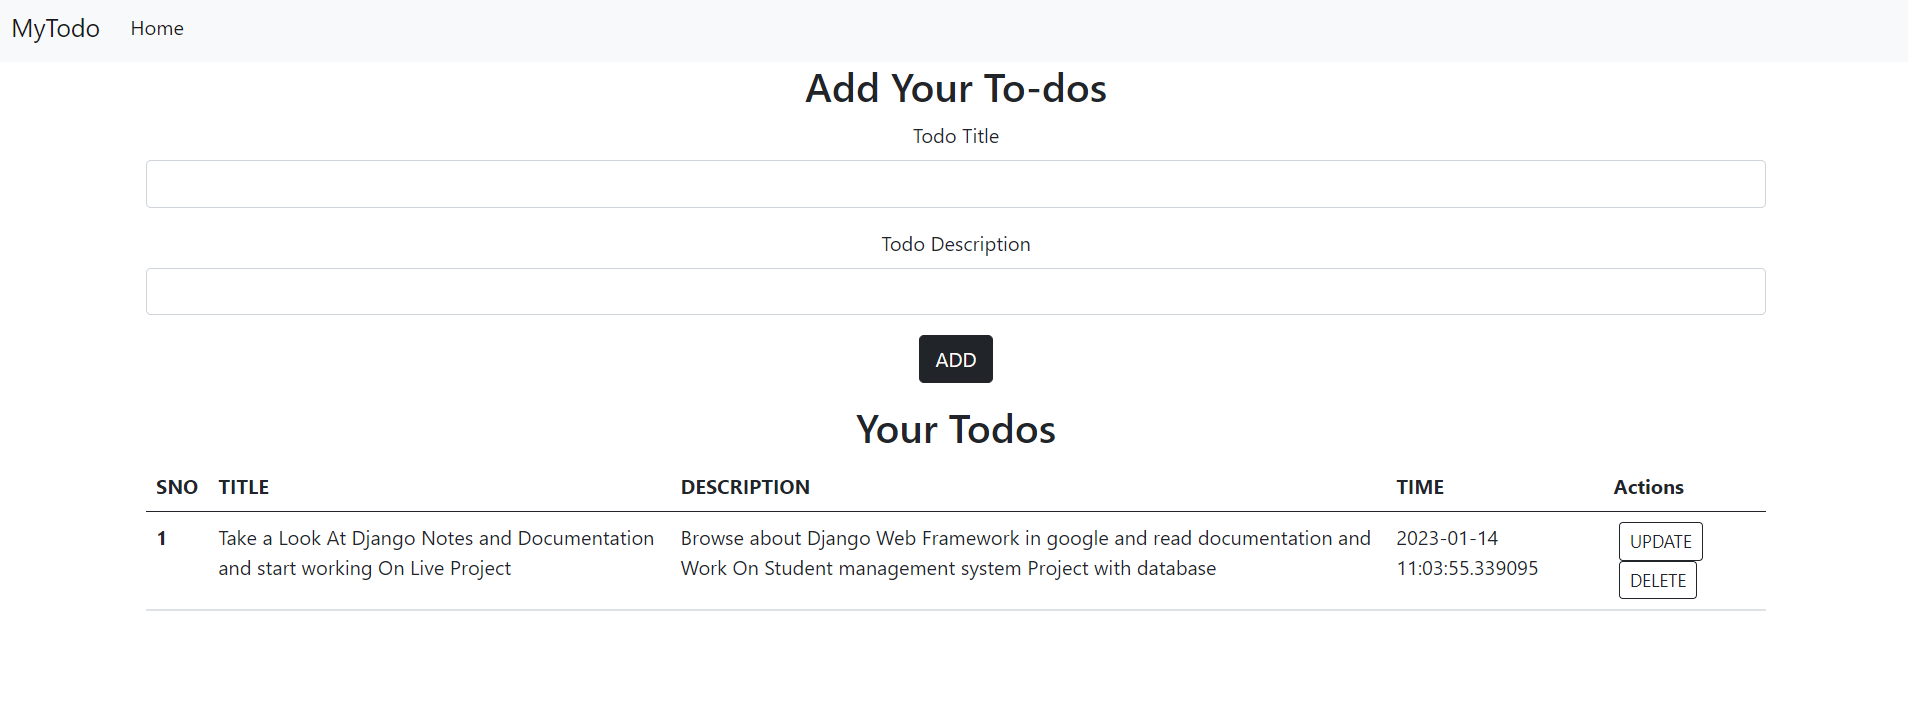 MyTodo Home
Add Your To-dos
Todo Title
Todo Description
ADD
Your Todos
SNO TITLE DESCRIPTION TIME Actions
1 Take a Look At Django Notes and Documentation Browse about Django Web Framework in google and read documentation and 2023-01-14 UPDATE
and start working On Live Project Work On Student management system Project with database 11:03:55.339095 DELETE